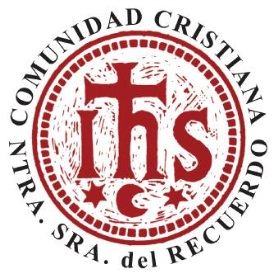 COMUNIDAD CRISTIANA
NTRA. SRA. del RECUERDO
ihs